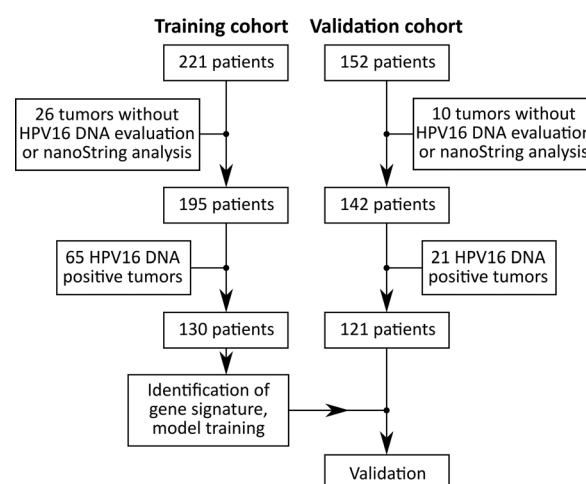 Training cohort
Validation cohort
221 patients
152 patients
26 tumors without
HPV16 DNA evaluation
or nanoString analysis
10 tumors without
HPV16 DNA evaluation
or nanoString analysis
195 patients
142 patients
65 HPV16 DNA
positive tumors
21 HPV16 DNA
positive tumors
130 patients
121 patients
Identification of
gene signature,
model training
Validation